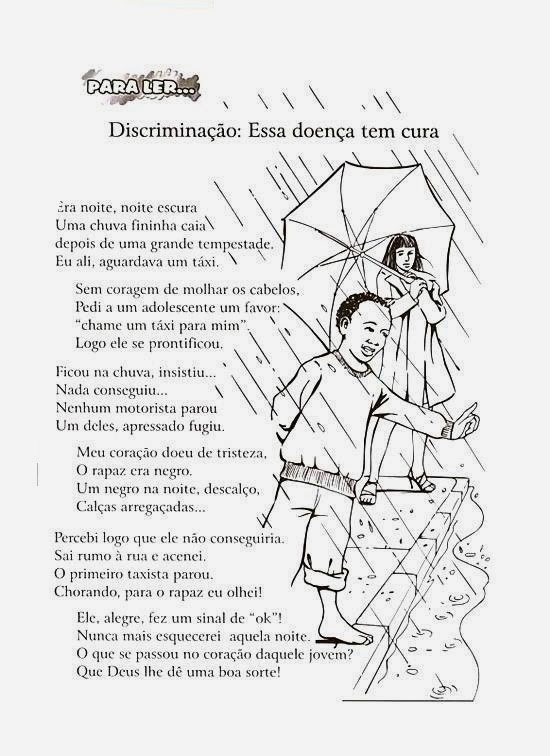 PARA LER...
Discriminação: Essa doença tem cura
Era noite, noite escura
Uma chuva fininha caia
depois de uma grande tempestade.
Eu ali, aguardava um táxi.
Sem coragem de molhar os cabelos,
Pedi a um adolescente um favor:
“chame um táxi para mim”.
Logo ele se prontificou.
Ficou na chuva, insistiu...
Nada conseguiu...
Nenhum motorista parou
Um deles, apressado fugiu.
Meu coração doeu de tristeza,
O rapaz era negro.
Um negro na noite, descalço,
Calças arregaçadas...
Percebi logo que ele não conseguiria.
Sai rumo à rua e acenei.
O primeiro taxista parou.
Chorando, para o rapaz eu olhei!
Ele, alegre, fez um sinal de “ok”!
Nunca mais esquecerei aquela noite.
O que se passou no coração daquele jovem?
Que Deus lhe dê uma boa sorte!